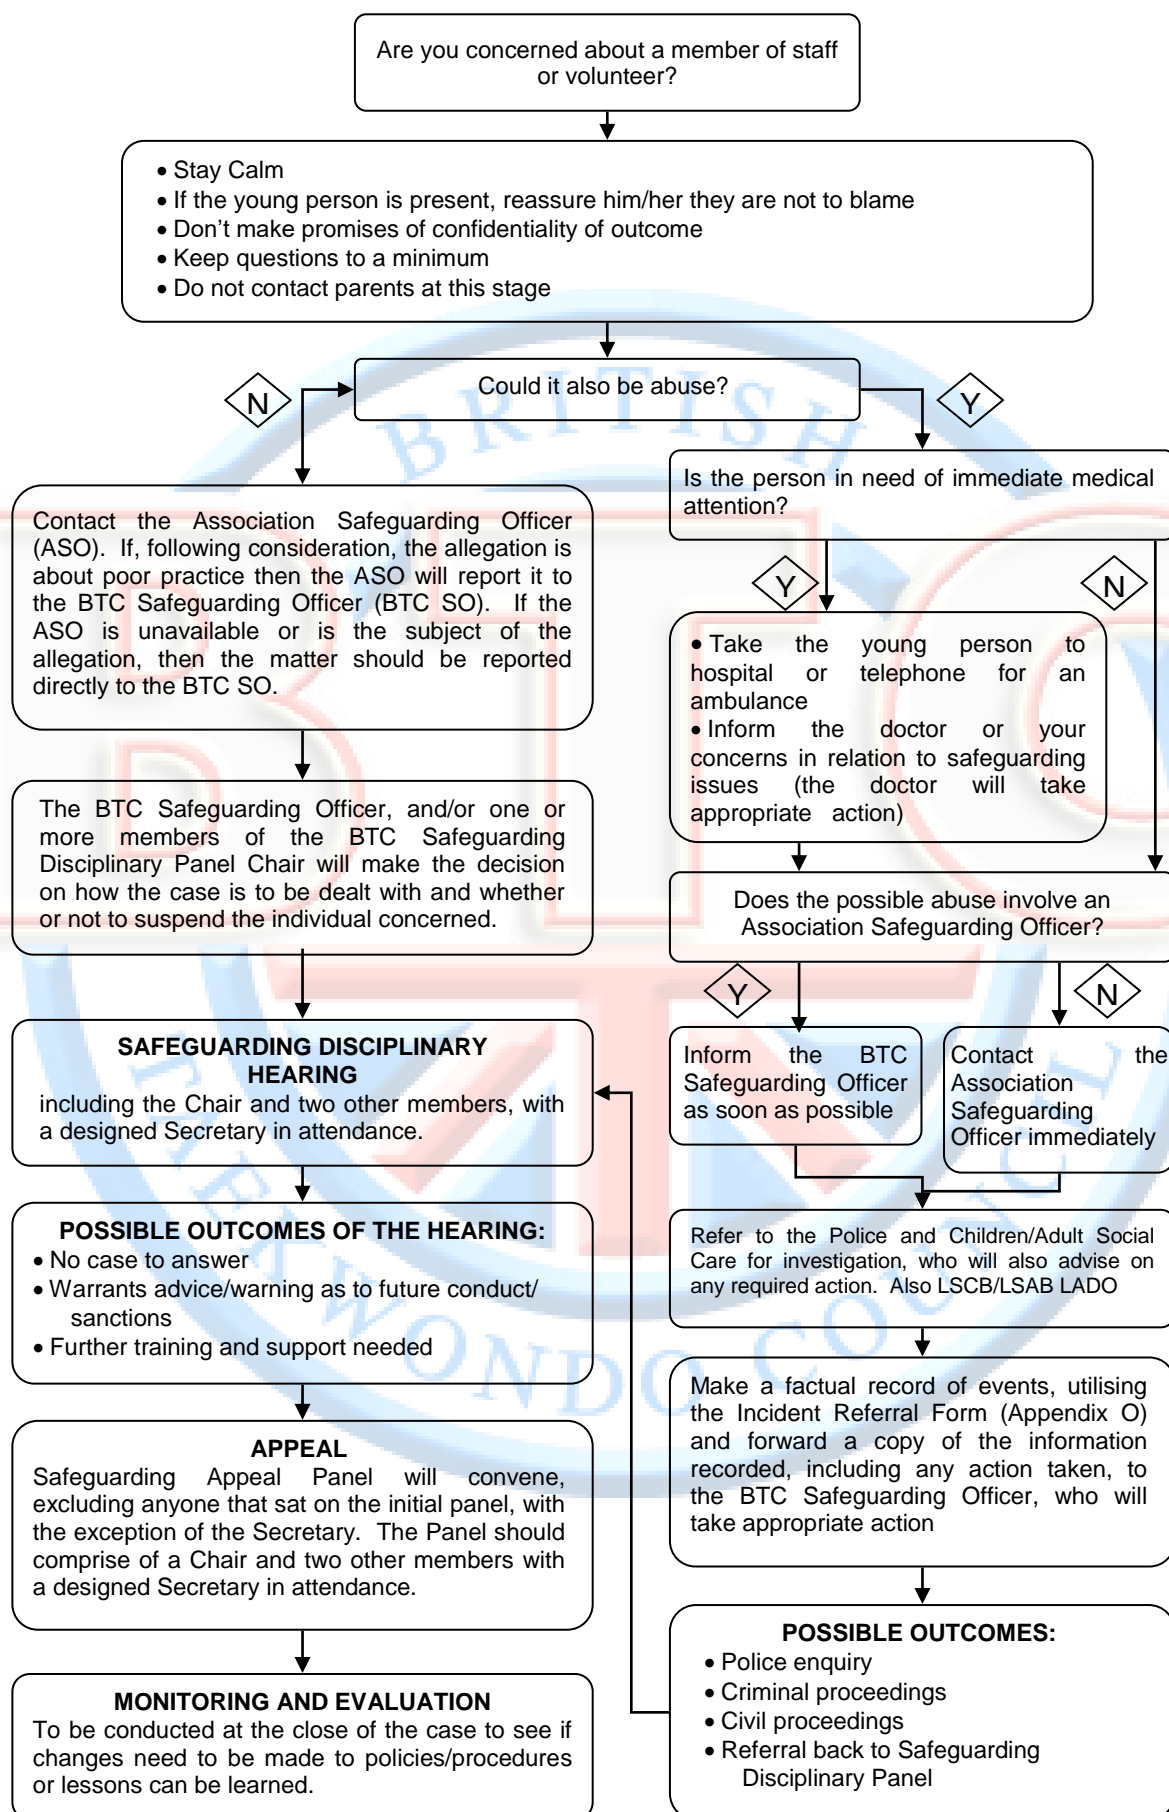 Are you concerned about a member of staff
or volunteer?
• Stay Calm
• If the young person is present, reassure him/her they are not to blame
• Don’t make promises of confidentiality of outcome
• Keep questions to a minimum
• Do not contact parents at this stage
Could it also be abuse?
N
Y
Contact the Association Safeguarding Officer
(ASO). If, following consideration, the allegation is
about poor practice then the ASO will report it to
the BTC Safeguarding Officer (BTC SO). If the
ASO is unavailable or is the subject of the
allegation, then the matter should be reported
directly to the BTC SO.
The BTC Safeguarding Officer, and/or one or
more members of the BTC Safeguarding
Disciplinary Panel Chair will make the decision
on how the case is to be dealt with and whether
or not to suspend the individual concerned.
SAFEGUARDING DISCIPLINARY
HEARING
including the Chair and two other members, with
a designed Secretary in attendance.
POSSIBLE OUTCOMES OF THE HEARING:
• No case to answer
• Warrants advice/warning as to future conduct/
sanctions
• Further training and support needed
APPEAL
Safeguarding Appeal Panel will convene,
excluding anyone that sat on the initial panel, with
the exception of the Secretary. The Panel should
comprise of a Chair and two other members with
a designed Secretary in attendance.
MONITORING AND EVALUATION
To be conducted at the close of the case to see if
changes need to be made to policies/procedures
or lessons can be learned.
Is the person in need of immediate medical
attention?
Y
N
• Take the young person to
hospital or telephone for an
ambulance
• Inform the doctor or your
concerns in relation to safeguarding
issues (the doctor will take
appropriate action)
Does the possible abuse involve an
Association Safeguarding Officer?
Y
N
Inform the BTC
Safeguarding Officer
as soon as possible
Contact the
Association
Safeguarding
Officer immediately
Refer to the Police and Children/Adult Social
Care for investigation, who will also advise on
any required action. Also LSCB/LSAB LADO
Make a factual record of events, utilising
the Incident Referral Form (Appendix O)
and forward a copy of the information
recorded, including any action taken, to
the BTC Safeguarding Officer, who will
take appropriate action
POSSIBLE OUTCOMES:
• Police enquiry
• Criminal proceedings
• Civil proceedings
• Referral back to Safeguarding
Disciplinary Panel
BRITISH
BTC
TAEKWONDO COUNCIL